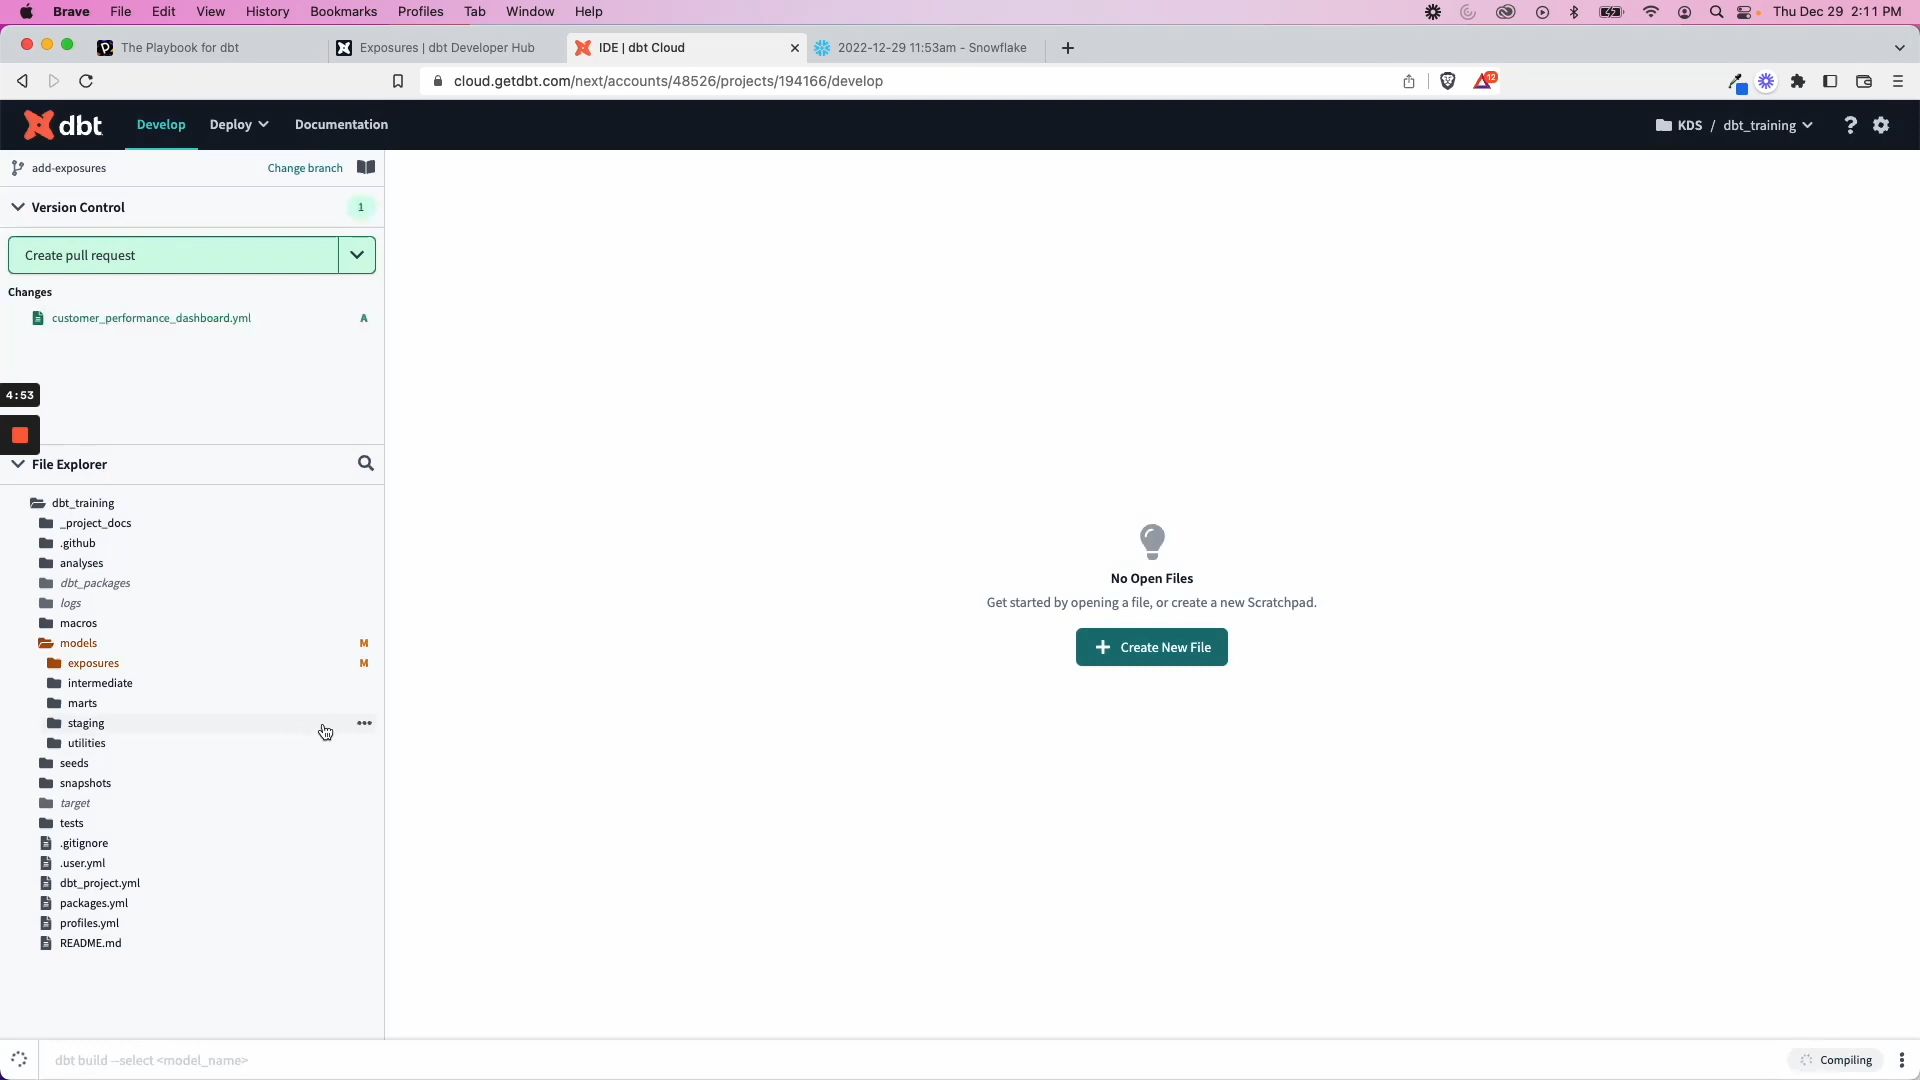 Brave File Edit View History Bookmarks Profiles Tab Window Help Thu Dec 29 2:11 PM
The Playbook for dbt Exposures | dbt Developer Hub IDE | dbt Cloud 2022-12-29 11:53am - Snowflake
cloud.getdbt.com/next/accounts/48526/projects/194166/develop 12
dbt Develop Deploy Documentation KDS / dbt_training
add-exposures Change branch
Version Control 1
Create pull request
Changes
customer_performance_dashboard.yml A
4:53
File Explorer
dbt_training
_project_docs
.github
analyses
dbt_packages
logs
macros
models M
exposures M
intermediate
marts
staging
utilities
seeds
snapshots
target
tests
.gitignore
.user.yml
dbt_project.yml
packages.yml
profiles.yml
README.md
No Open Files
Get started by opening a file, or create a new Scratchpad.
Create New File
dbt build --select <model_name> Compiling